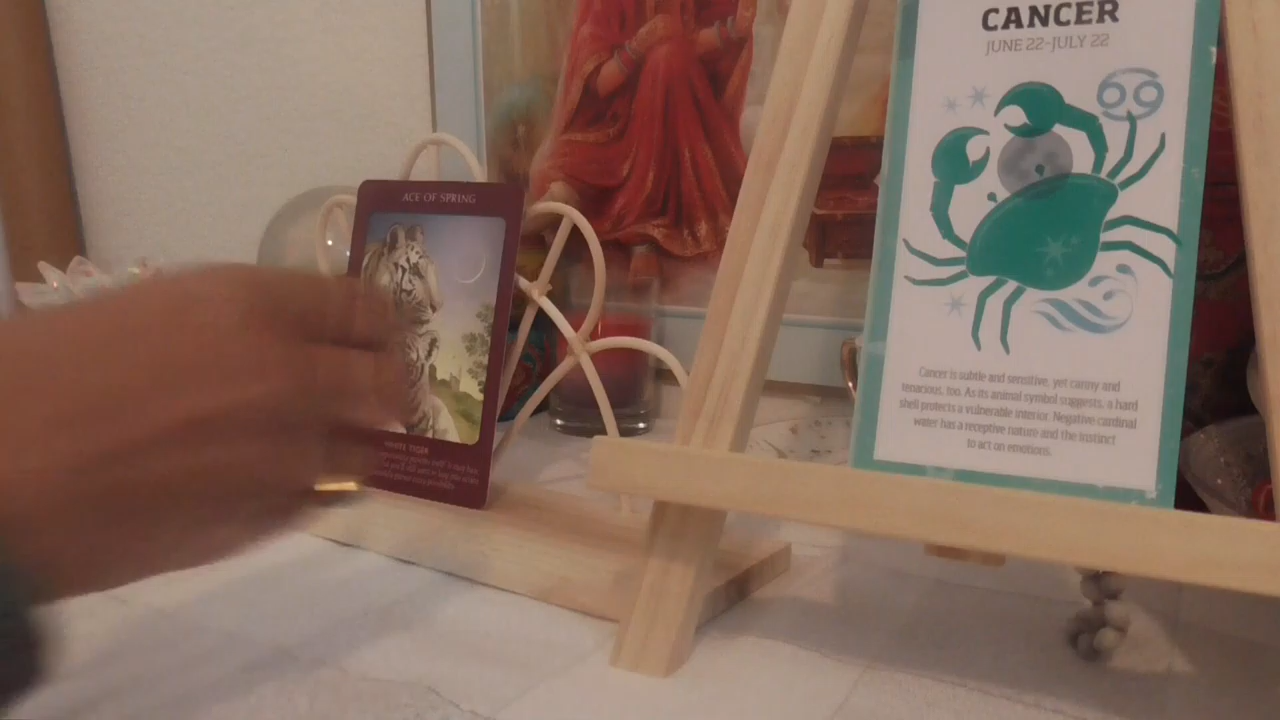 ACE OF SPRING
WHITE TIGER
CANCER
JUNE 22-JULY 22
Cancer is subtle and sensitive, yet canny and
tenacious, too. As its animal symbol suggests, a hard
shell protects a vulnerable interior. Negative cardinal
water has a receptive nature and the instinct
to act on emotions.